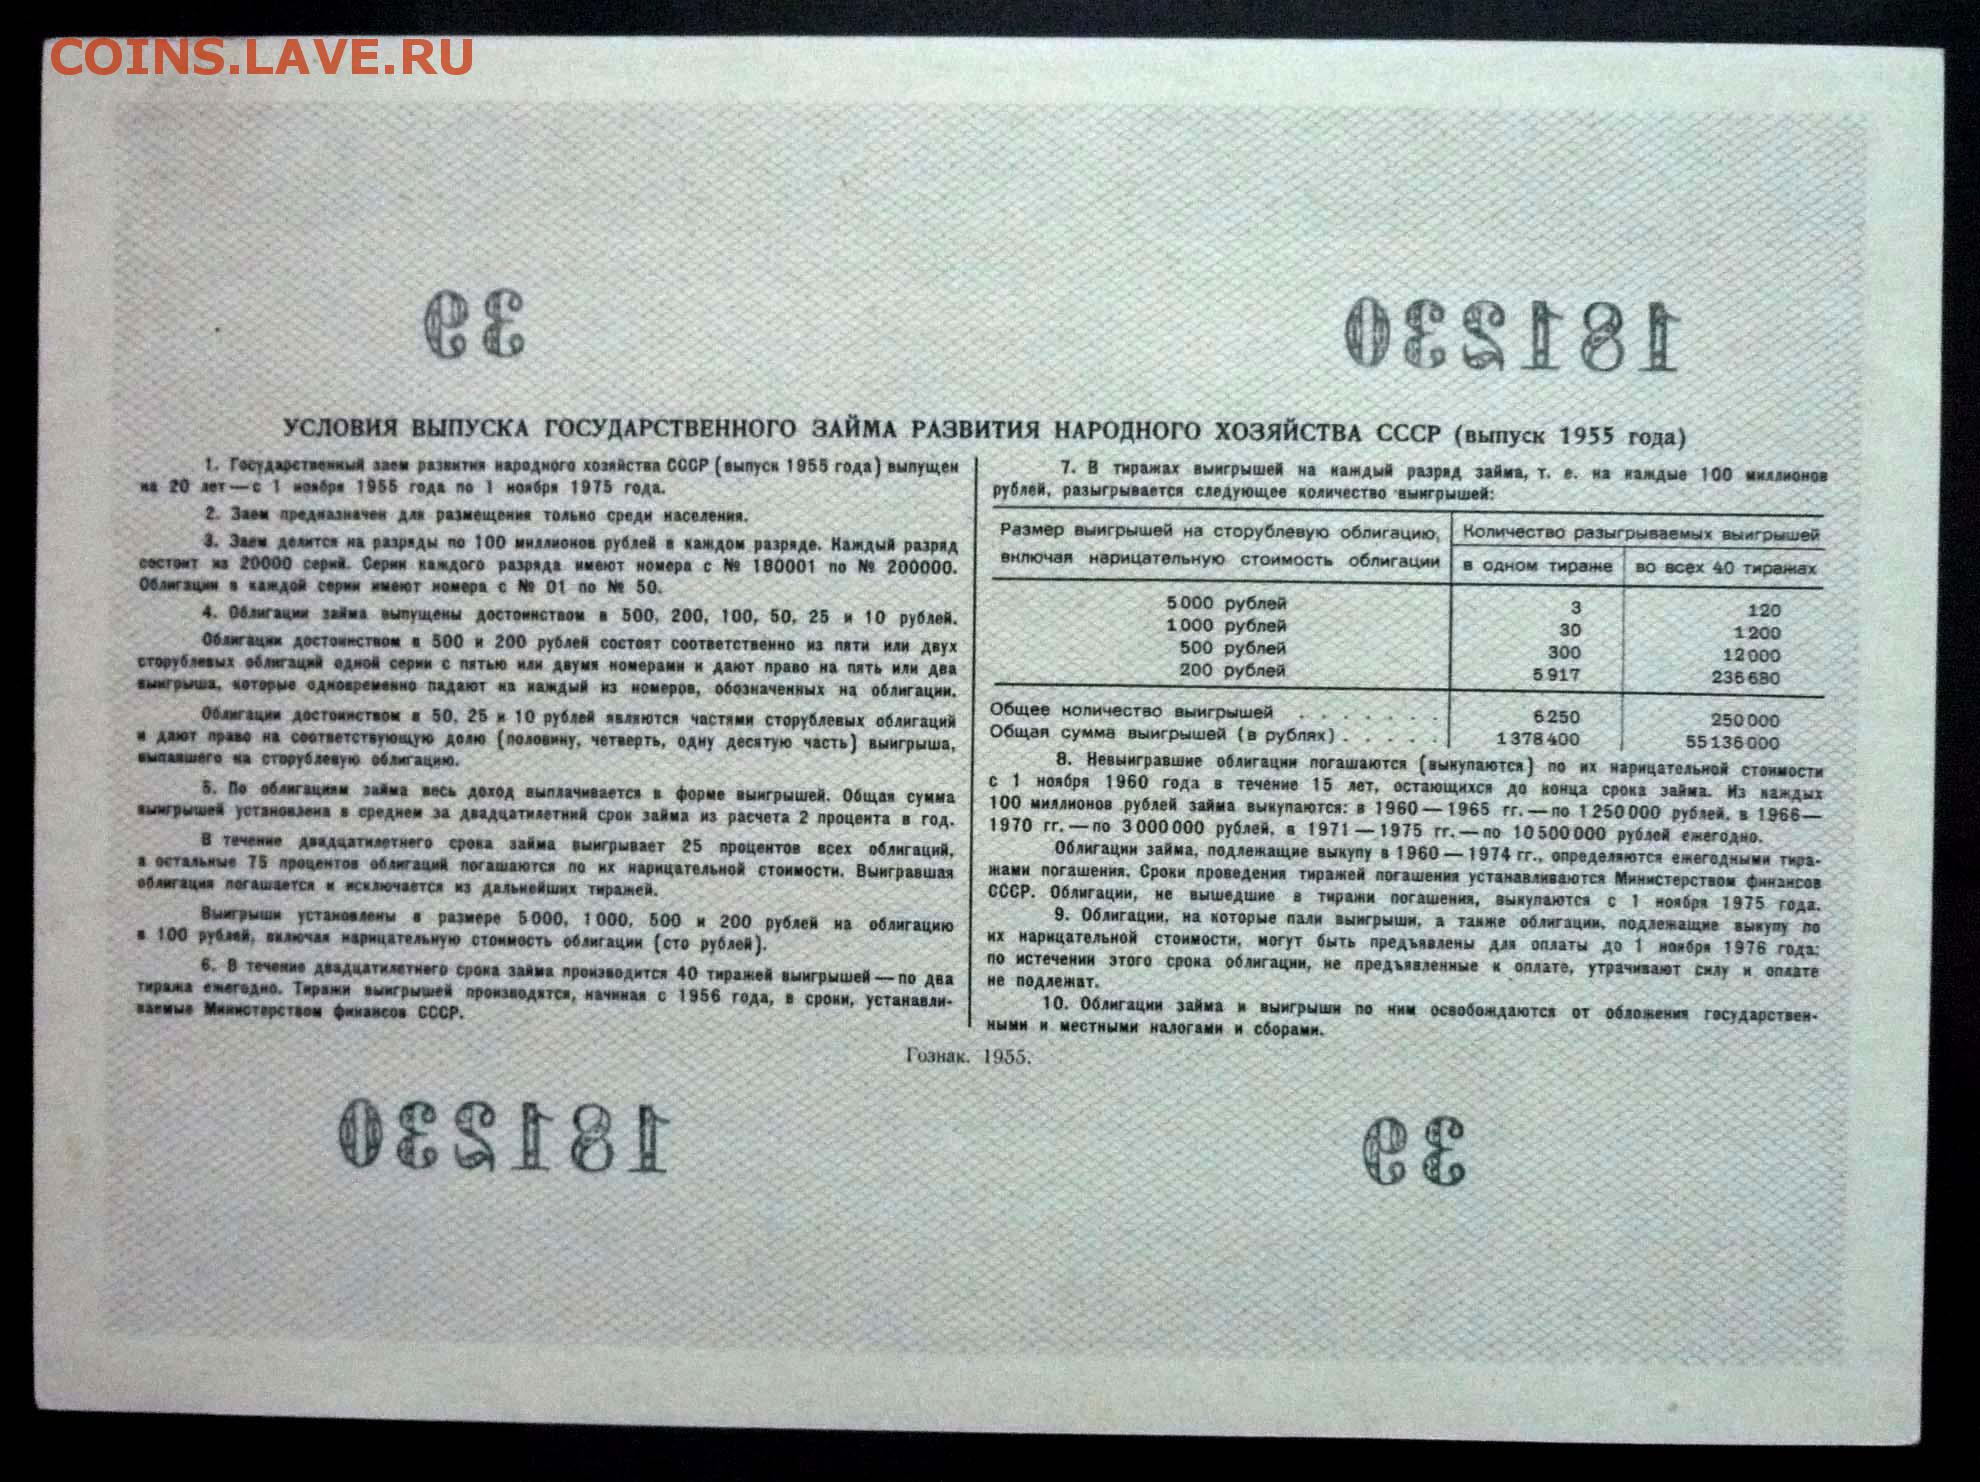 COINS.LAVE.RU
39 181230
УСЛОВИЯ ВЫПУСКА ГОСУДАРСТВЕННОГО ЗАЙМА РАЗВИТИЯ НАРОДНОГО ХОЗЯЙСТВА СССР (выпуск 1955 года)
1. Государственный заем развития народного хозяйства СССР (выпуск 1955 года) выпущен
на 20 лет — с 1 ноября 1955 года по 1 ноября 1975 года.
2. Заем предназначен для размещения только среди населения.
3. Заем делится на разряды по 100 миллионов рублей в каждом разряде. Каждый разряд
состоит из 20000 серий. Серии каждого разряда имеют номера с № 180001 по № 200000.
Облигации в каждой серии имеют номера с № 01 по № 50.
4. Облигации займа выпущены достоинством в 500, 200, 100, 50, 25 и 10 рублей.
Облигации достоинством в 500 и 200 рублей состоят соответственно из пяти или двух
сторублевых облигаций одной серии с пятью или двумя номерами и дают право на пять или два
выигрыша, которые одновременно падают на каждый из номеров, обозначенных на облигации.
Облигации достоинством в 50, 25 и 10 рублей являются частями сторублевых облигаций
и дают право на соответствующую долю (половину, четверть, одну десятую часть) выигрыша,
выпавшего на сторублевую облигацию.
5. По облигациям займа весь доход выплачивается в форме выигрышей. Общая сумма
выигрышей установлена в среднем за двадцатилетний срок займа из расчета 2 процента в год.
В течение двадцатилетнего срока займа выигрывает 25 процентов всех облигаций,
а остальные 75 процентов облигаций погашаются по их нарицательной стоимости. Выигравшая
облигация погашается и исключается из дальнейших тиражей.
Выигрыши установлены в размере 5000, 1000, 500 и 200 рублей на облигацию
в 100 рублей, включая нарицательную стоимость облигации (сто рублей).
6. В течение двадцатилетнего срока займа производится 40 тиражей выигрышей — по два
тиража ежегодно. Тиражи выигрышей производятся, начиная с 1956 года, в сроки, устанавли-
ваемые Министерством финансов СССР.
7. В тиражах выигрышей на каждый разряд займа, т. е. на каждые 100 миллионов
рублей, разыгрывается следующее количество выигрышей:
Размер выигрышей на сторублевую облигацию, Количество разыгрываемых выигрышей
включая нарицательную стоимость облигации в одном тираже во всех 40 тиражах
5000 рублей 3 120
1000 рублей 30 1200
500 рублей 300 12000
200 рублей 5917 236680
Общее количество выигрышей . . . . . . . 6250 250000
Общая сумма выигрышей (в рублях) . . . . . 1378400 55136000
8. Невыигравшие облигации погашаются (выкупаются) по их нарицательной стоимости
с 1 ноября 1960 года в течение 15 лет, остающихся до конца срока займа. Из каждых
100 миллионов рублей займа выкупаются: в 1960 — 1965 гг. — по 1250000 рублей, в 1966 —
1970 гг. — по 3000000 рублей, в 1971 — 1975 гг. — по 10500000 рублей ежегодно.
Облигации займа, подлежащие выкупу в 1960 — 1974 гг., определяются ежегодными тира-
жами погашения. Сроки проведения тиражей погашения устанавливаются Министерством финансов
СССР. Облигации, не вышедшие в тиражи погашения, выкупаются с 1 ноября 1975 года.
9. Облигации, на которые пали выигрыши, а также облигации, подлежащие выкупу по
их нарицательной стоимости, могут быть предъявлены для оплаты до 1 ноября 1976 года;
по истечении этого срока облигации, не предъявленные к оплате, утрачивают силу и оплате
не подлежат.
10. Облигации займа и выигрыши по ним освобождаются от обложения государствен-
ными и местными налогами и сборами.
Гознак. 1955.
181230 39